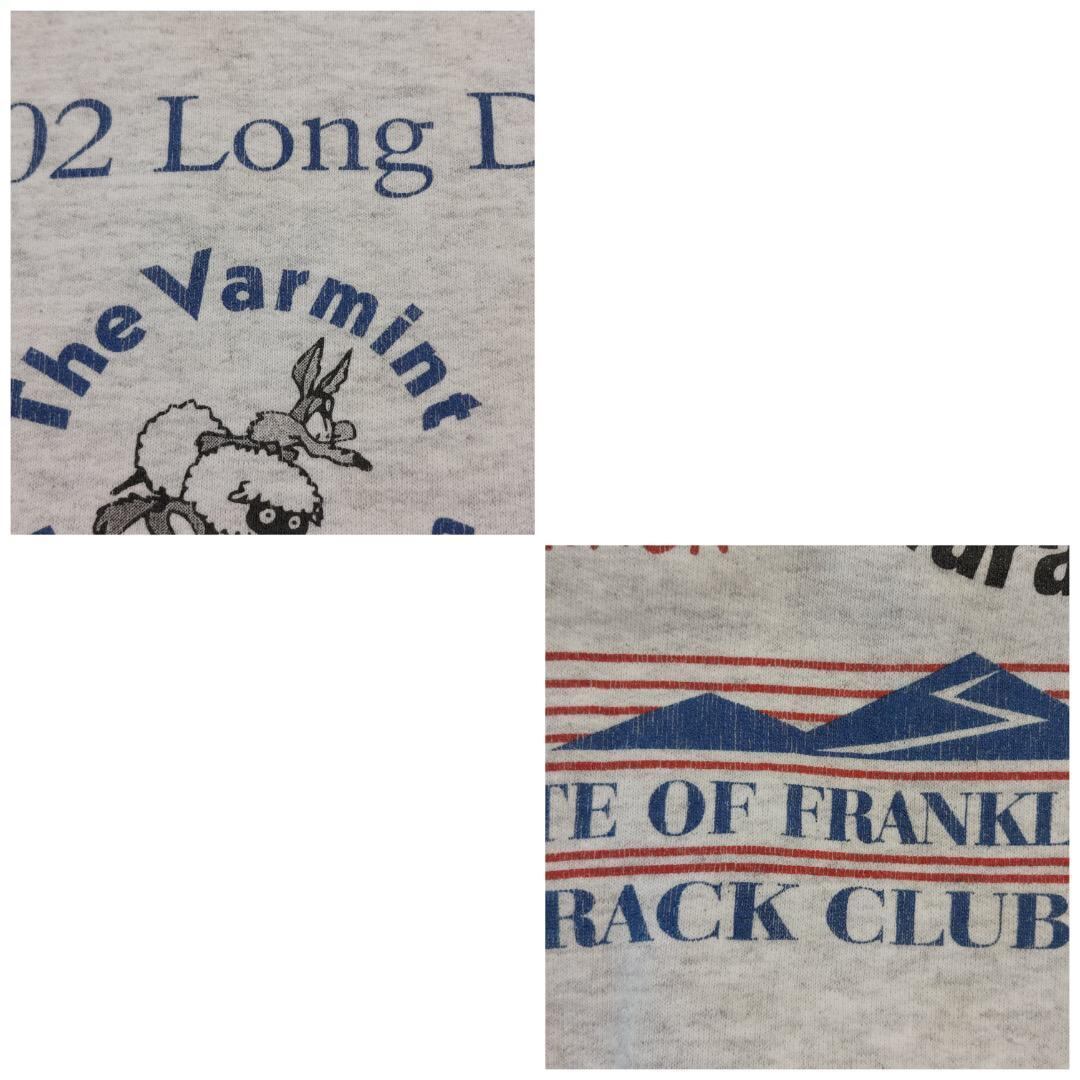 02 Long D
The Varmint
TE OF FRANKL
RACK CLUB